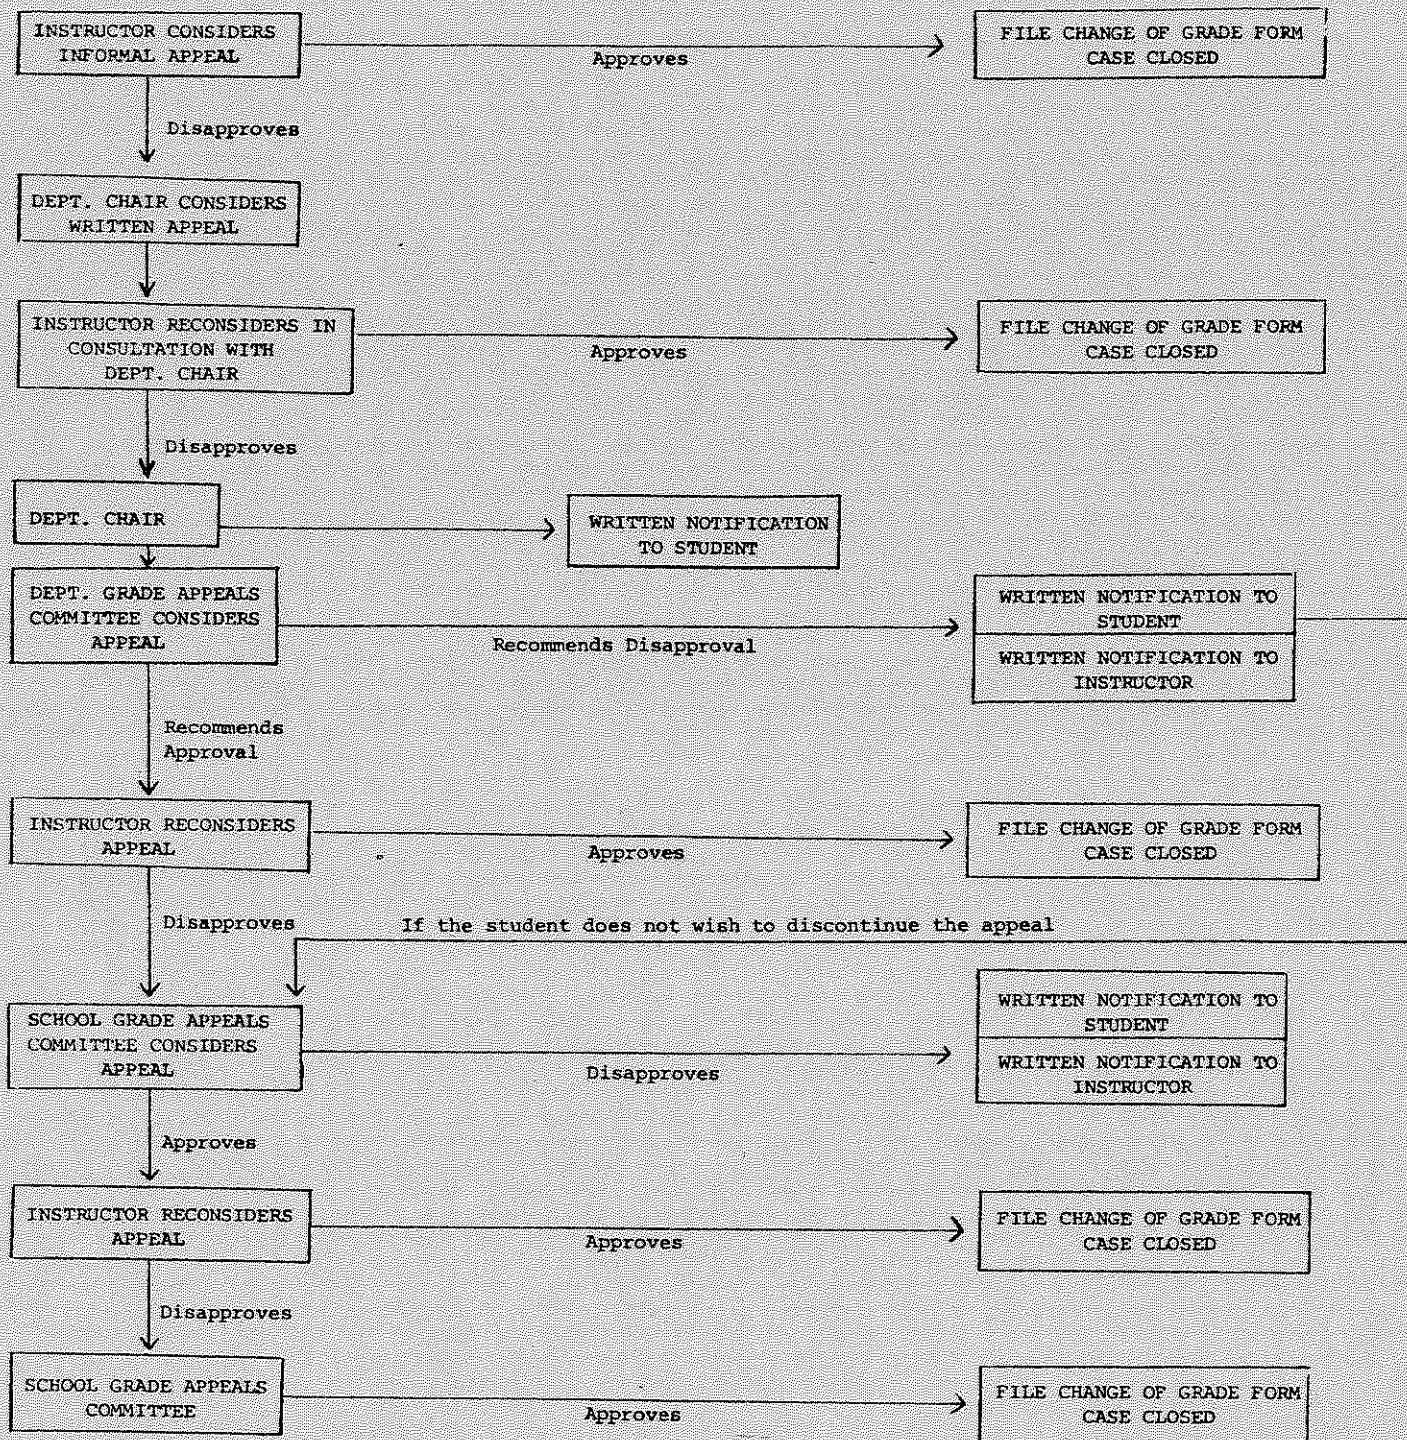 INSTRUCTOR CONSIDERS
INFORMAL APPEAL
Approves
FILE CHANGE OF GRADE FORM
CASE CLOSED
Disapproves
DEPT. CHAIR CONSIDERS
WRITTEN APPEAL
INSTRUCTOR RECONSIDERS IN
CONSULTATION WITH
DEPT. CHAIR
Approves
FILE CHANGE OF GRADE FORM
CASE CLOSED
Disapproves
DEPT. CHAIR
WRITTEN NOTIFICATION
TO STUDENT
DEPT. GRADE APPEALS
COMMITTEE CONSIDERS
APPEAL
Recommends Disapproval
WRITTEN NOTIFICATION TO
STUDENT
WRITTEN NOTIFICATION TO
INSTRUCTOR
Recommends
Approval
INSTRUCTOR RECONSIDERS
APPEAL
Approves
FILE CHANGE OF GRADE FORM
CASE CLOSED
Disapproves
If the student does not wish to discontinue the appeal
SCHOOL GRADE APPEALS
COMMITTEE CONSIDERS
APPEAL
Disapproves
WRITTEN NOTIFICATION TO
STUDENT
WRITTEN NOTIFICATION TO
INSTRUCTOR
Approves
INSTRUCTOR RECONSIDERS
APPEAL
Approves
FILE CHANGE OF GRADE FORM
CASE CLOSED
Disapproves
SCHOOL GRADE APPEALS
COMMITTEE
Approves
FILE CHANGE OF GRADE FORM
CASE CLOSED